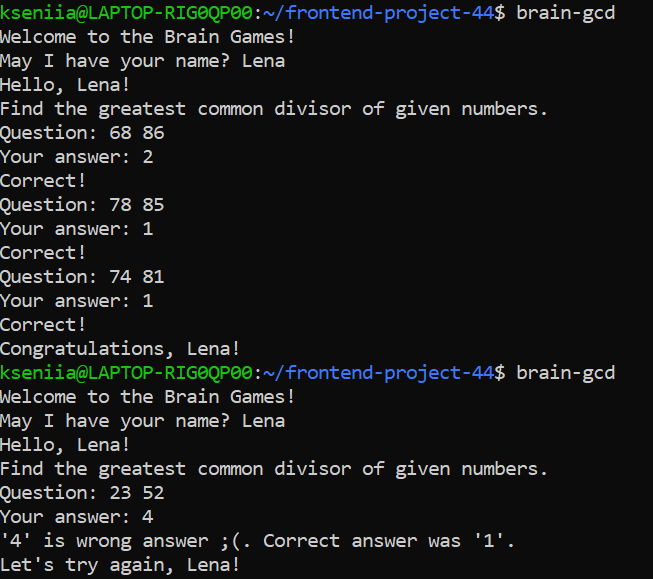 kseniia@LAPTOP-RIG0QP00:~/frontend-project-44$ brain-gcd
Welcome to the Brain Games!
May I have your name? Lena
Hello, Lena!
Find the greatest common divisor of given numbers.
Question: 68 86
Your answer: 2
Correct!
Question: 78 85
Your answer: 1
Correct!
Question: 74 81
Your answer: 1
Correct!
Congratulations, Lena!
kseniia@LAPTOP-RIG0QP00:~/frontend-project-44$ brain-gcd
Welcome to the Brain Games!
May I have your name? Lena
Hello, Lena!
Find the greatest common divisor of given numbers.
Question: 23 52
Your answer: 4
'4' is wrong answer ;(. Correct answer was '1'.
Let's try again, Lena!